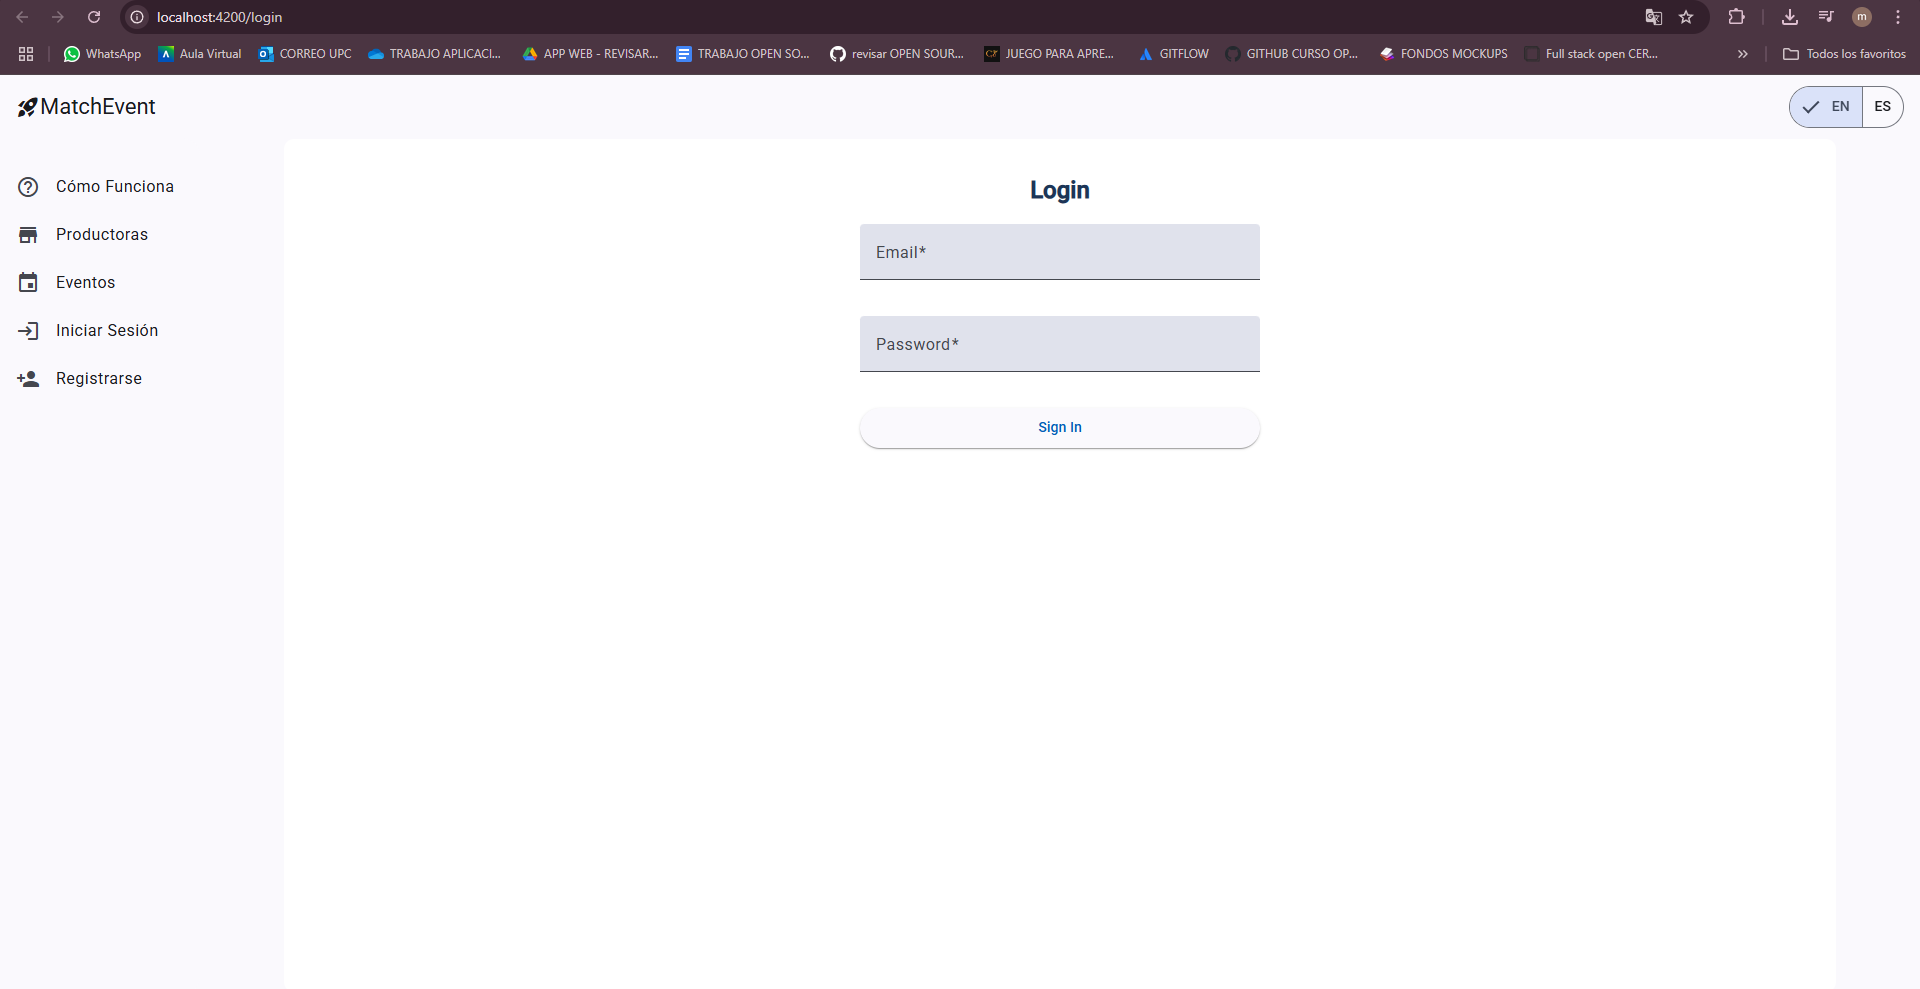 localhost:4200/login
WhatsApp Aula Virtual CORREO UPC TRABAJO APLICACI... APP WEB - REVISAR... TRABAJO OPEN SO... revisar OPEN SOUR... JUEGO PARA APRE... GITFLOW GITHUB CURSO OP... FONDOS MOCKUPS Full stack open CER... » Todos los favoritos
MatchEvent
EN ES
Cómo Funciona
Productoras
Eventos
Iniciar Sesión
Registrarse
Login
Email*
Password*
Sign In